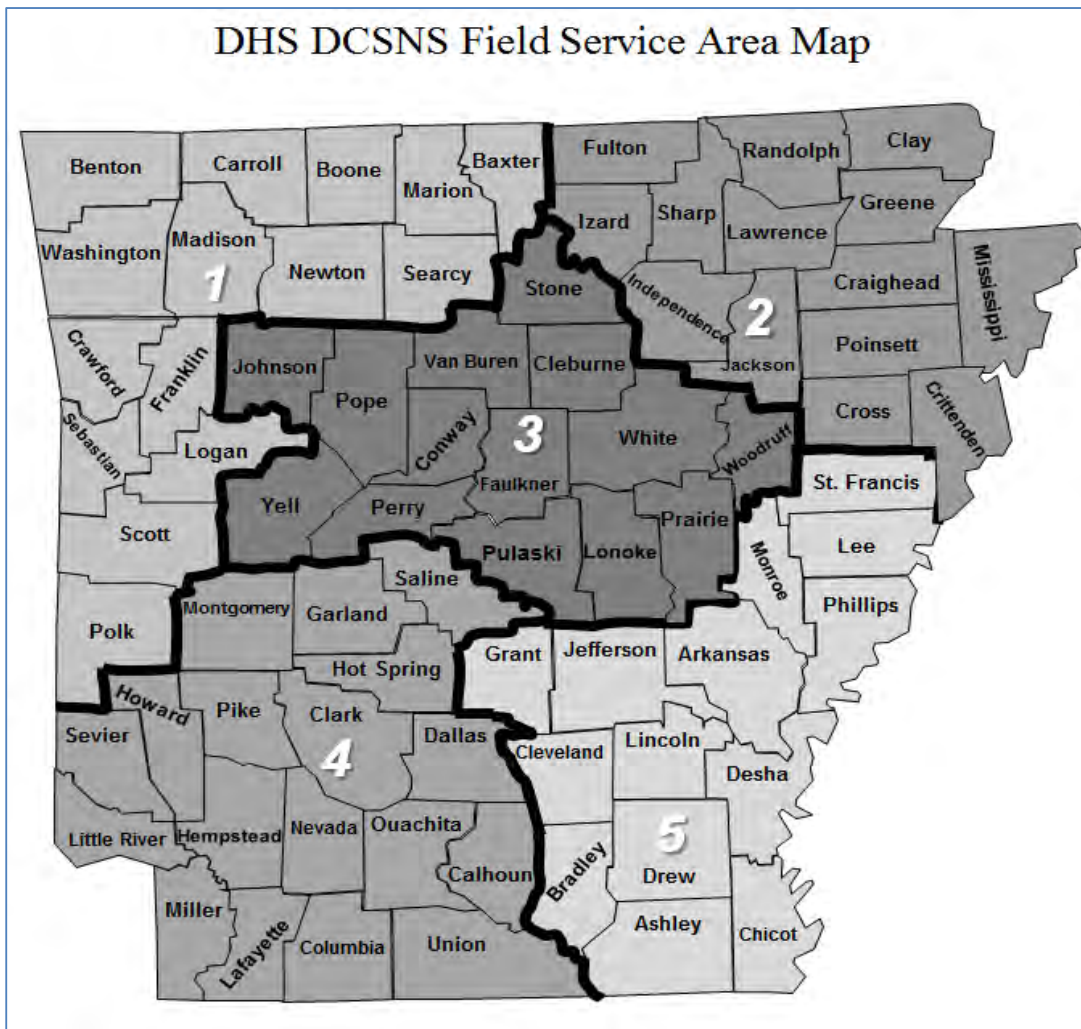 DHS DCSNS Field Service Area Map
Benton
Carroll
Boone
Marion
Baxter
Fulton
Randolph
Clay
Izard
Sharp
Lawrence
Greene
Washington
Madison
Newton
Searcy
1
Stone
Independence
2
Jackson
Craighead
Mississippi
Poinsett
Crawford
Franklin
Johnson
Pope
Van Buren
Cleburne
Cross
Crittenden
Sebastian
Logan
Conway
3
Faulkner
White
Woodruff
St. Francis
Scott
Yell
Perry
Pulaski
Lonoke
Prairie
Monroe
Lee
Phillips
Polk
Montgomery
Garland
Saline
Hot Spring
Grant
Jefferson
Arkansas
Howard
Sevier
Pike
Clark
4
Dallas
Cleveland
Lincoln
Desha
Little River
Hempstead
Nevada
Ouachita
Calhoun
Bradley
5
Drew
Miller
Lafayette
Columbia
Union
Ashley
Chicot